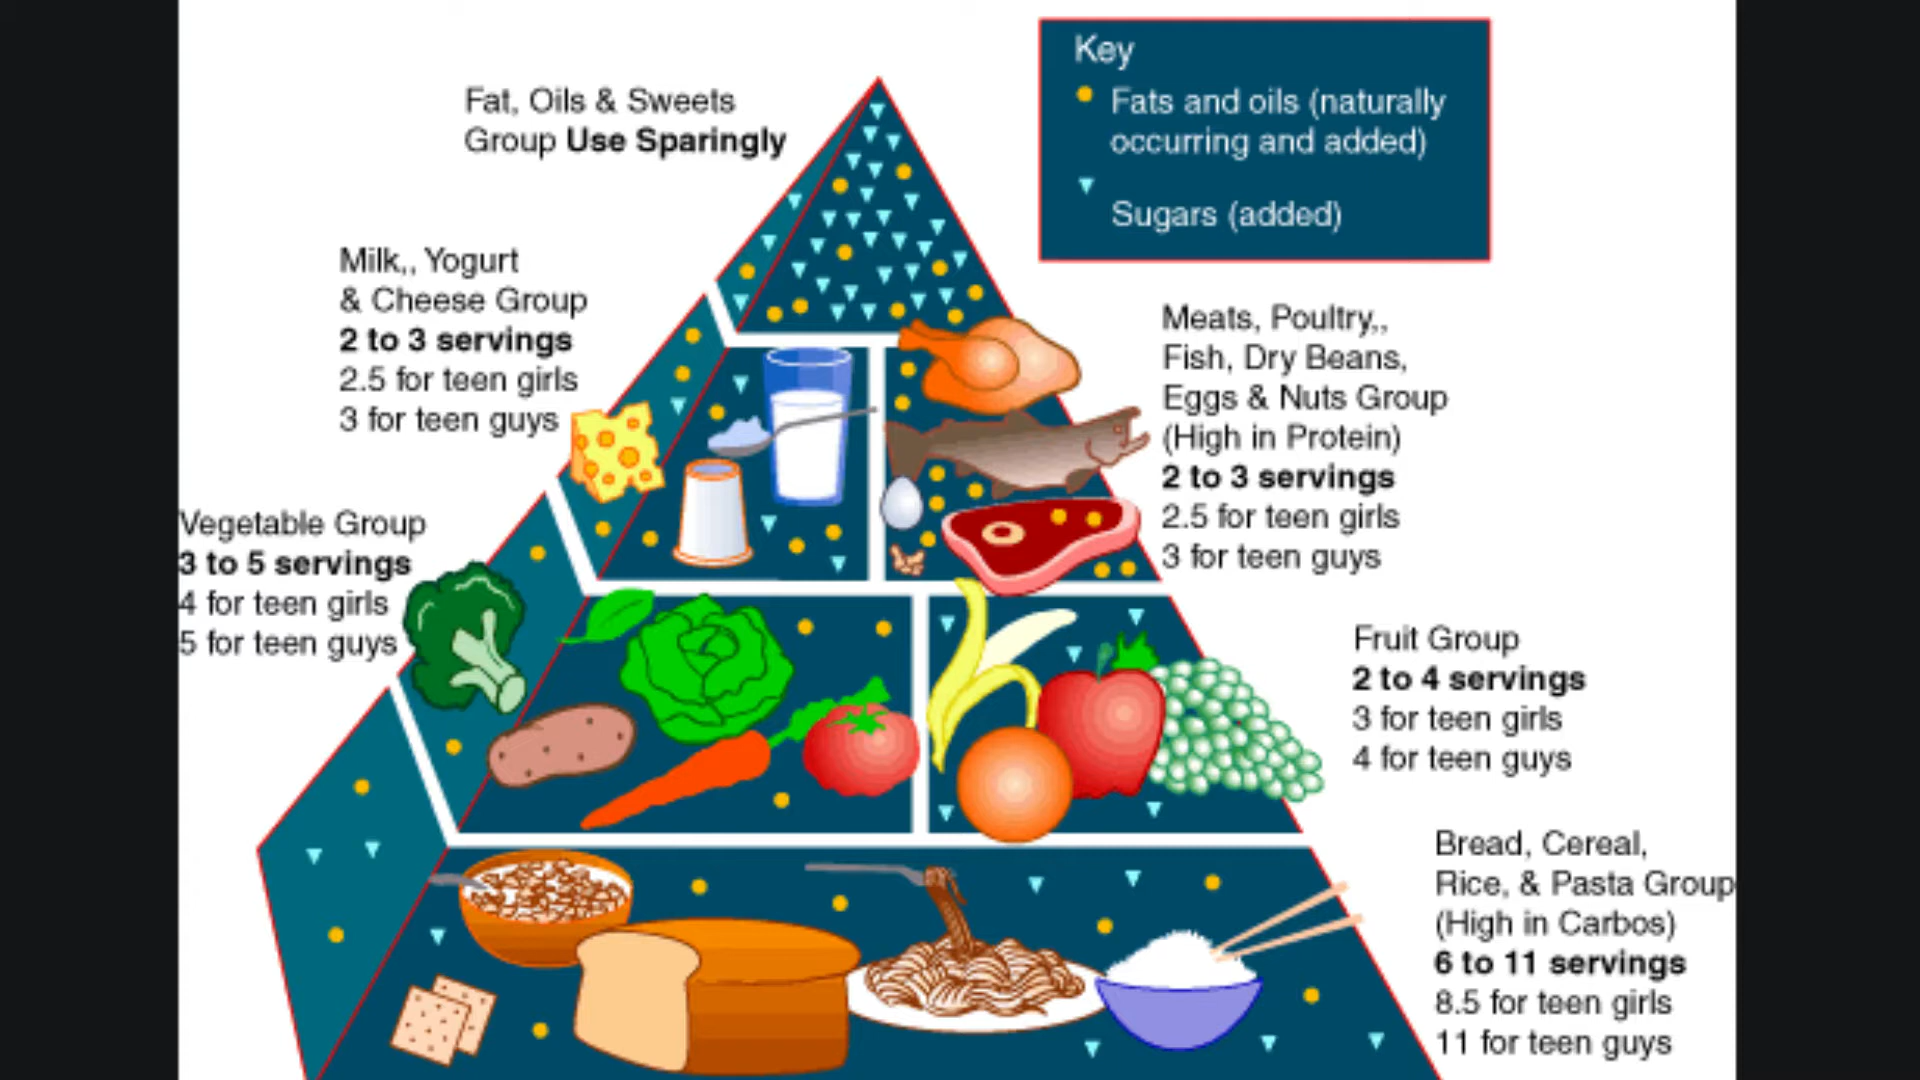 Key
Fats and oils (naturally
occurring and added)
Sugars (added)
Fat, Oils & Sweets
Group Use Sparingly
Milk,, Yogurt
& Cheese Group
2 to 3 servings
2.5 for teen girls
3 for teen guys
Meats, Poultry,,
Fish, Dry Beans,
Eggs & Nuts Group
(High in Protein)
2 to 3 servings
2.5 for teen girls
3 for teen guys
Vegetable Group
3 to 5 servings
4 for teen girls
5 for teen guys
Fruit Group
2 to 4 servings
3 for teen girls
4 for teen guys
Bread, Cereal,
Rice, & Pasta Group
(High in Carbos)
6 to 11 servings
8.5 for teen girls
11 for teen guys